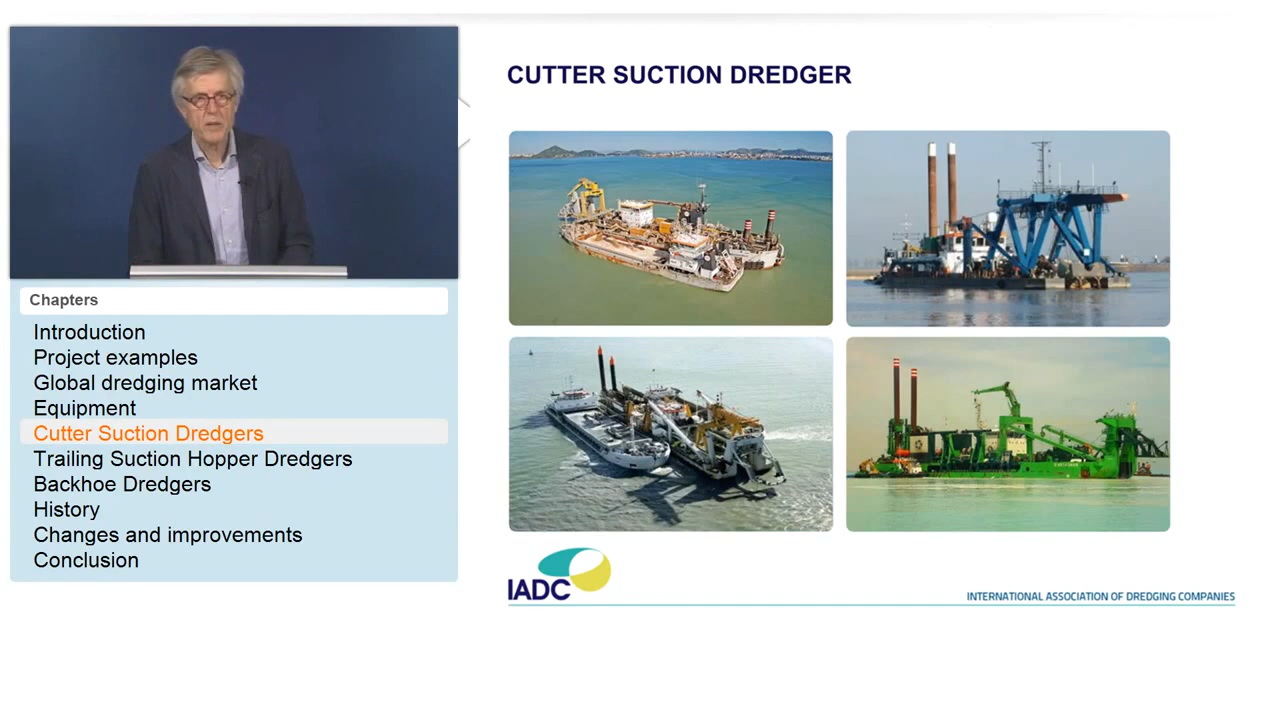 CUTTER SUCTION DREDGER
Chapters
Introduction
Project examples
Global dredging market
Equipment
Cutter Suction Dredgers
Trailing Suction Hopper Dredgers
Backhoe Dredgers
History
Changes and improvements
Conclusion
IADC
INTERNATIONAL ASSOCIATION OF DREDGING COMPANIES